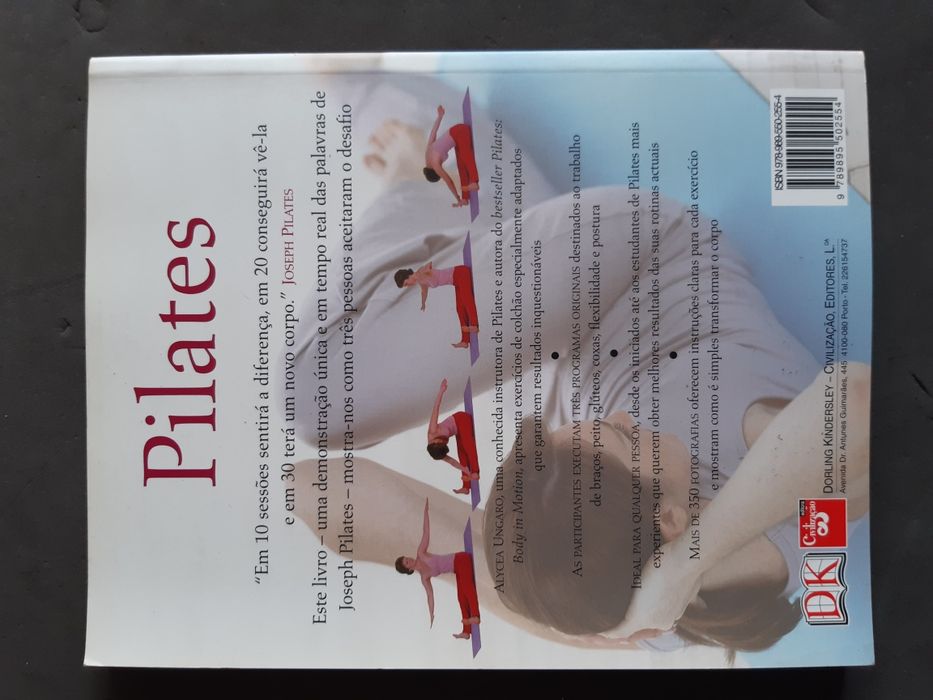 Pilates
“Em 10 sessões sentirá a diferença, em 20 conseguirá vê-la
e em 30 terá um novo corpo.” JOSEPH PILATES
Este livro – uma demonstração única e em tempo real das palavras de
Joseph Pilates – mostra-nos como três pessoas aceitaram o desafio
ALYCEA UNGARO, uma conhecida instrutora de Pilates e autora do bestseller Pilates:
Body in Motion, apresenta exercícios de colchão especialmente adaptados
que garantem resultados inquestionáveis
•
AS PARTICIPANTES EXECUTAM TRÊS PROGRAMAS ORIGINAIS destinados ao trabalho
de braços, peito, glúteos, coxas, flexibilidade e postura
•
IDEAL PARA QUALQUER PESSOA, desde os iniciados até aos estudantes de Pilates mais
experientes que querem obter melhores resultados das suas rotinas actuais
•
MAIS DE 350 FOTOGRAFIAS oferecem instruções claras para cada exercício
e mostram como é simples transformar o corpo
DK
editora
Civilização
DORLING KINDERSLEY – CIVILIZAÇÃO, EDITORES, L.DA
Avenida Dr. Antunes Guimarães, 445 4100-080 Porto • Tel. 226154737
ISBN 978-989-550-255-4
9 789895 502554